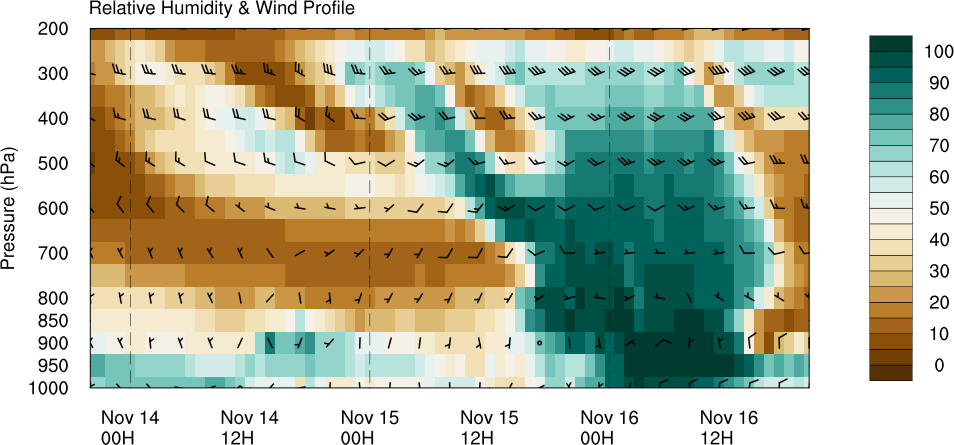 Relative Humidity & Wind Profile
Pressure (hPa)
200
300
400
500
600
700
800
850
900
950
1000
Nov 14 00H
Nov 14 12H
Nov 15 00H
Nov 15 12H
Nov 16 00H
Nov 16 12H
100
90
80
70
60
50
40
30
20
10
0